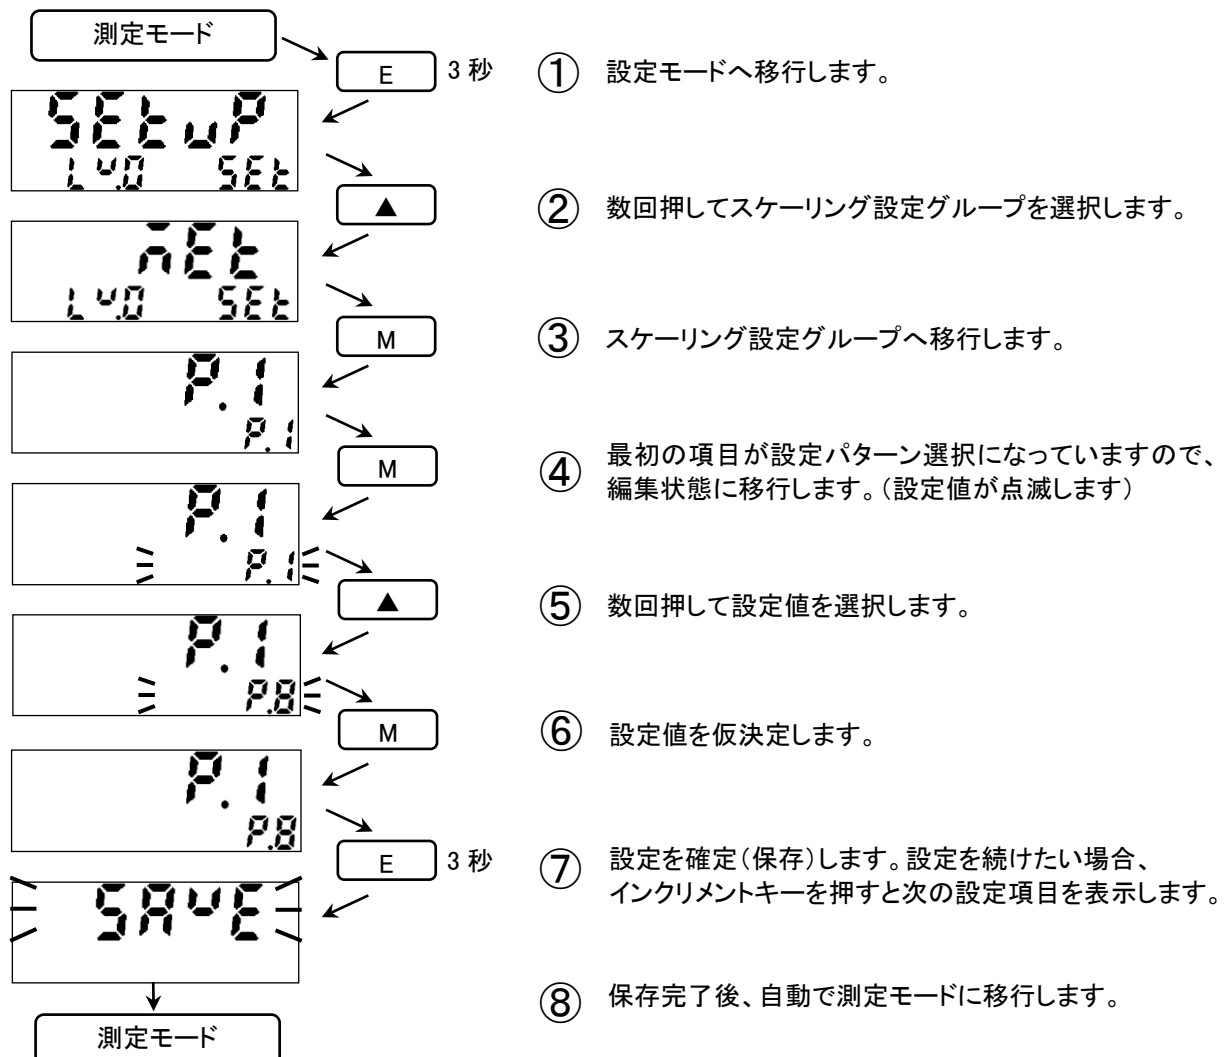 測定モード
E 3秒 ① 設定モードへ移行します。
SEtuP
Lv.0 SEt
▲ ② 数回押してスケーリング設定グループを選択します。
mEt
Lv.0 SEt
M ③ スケーリング設定グループへ移行します。
P.1
P.1
M ④ 最初の項目が設定パターン選択になっていますので、
編集状態に移行します。(設定値が点滅します)
P.1
P.1
▲ ⑤ 数回押して設定値を選択します。
P.1
P.8
M ⑥ 設定値を仮決定します。
P.1
P.8
E 3秒 ⑦ 設定を確定(保存)します。設定を続けたい場合、
インクリメントキーを押すと次の設定項目を表示します。
SAvE
⑧ 保存完了後、自動で測定モードに移行します。
測定モード